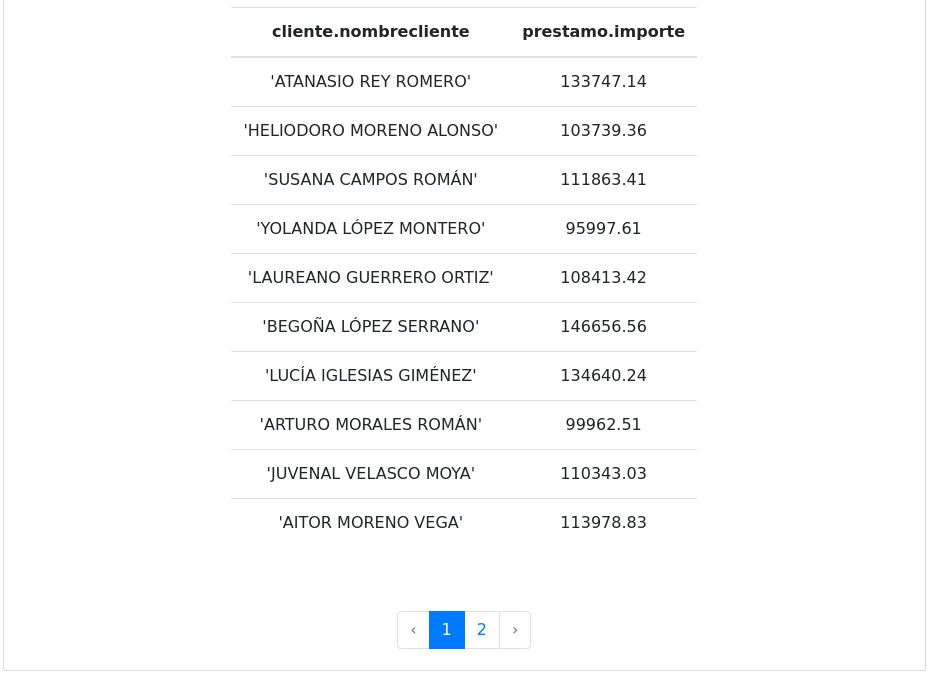 cliente.nombrecliente prestamo.importe
'ATANASIO REY ROMERO' 133747.14
'HELIODORO MORENO ALONSO' 103739.36
'SUSANA CAMPOS ROMÁN' 111863.41
'YOLANDA LÓPEZ MONTERO' 95997.61
'LAUREANO GUERRERO ORTIZ' 108413.42
'BEGOÑA LÓPEZ SERRANO' 146656.56
'LUCÍA IGLESIAS GIMÉNEZ' 134640.24
'ARTURO MORALES ROMÁN' 99962.51
'JUVENAL VELASCO MOYA' 110343.03
'AITOR MORENO VEGA' 113978.83
‹ 1 2 ›